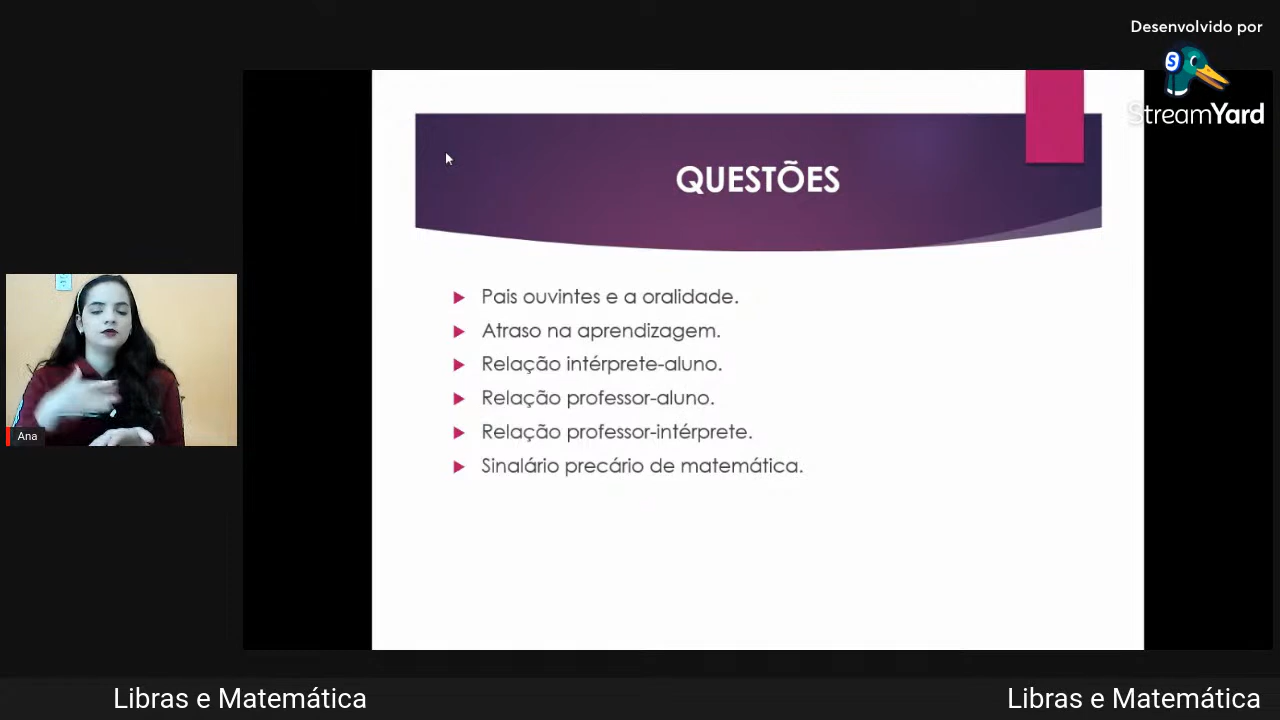 Desenvolvido por
StreamYard
QUESTÕES
Pais ouvintes e a oralidade.
Atraso na aprendizagem.
Relação intérprete-aluno.
Relação professor-aluno.
Relação professor-intérprete.
Sinalário precário de matemática.
Ana
Libras e Matemática
Libras e Matemática